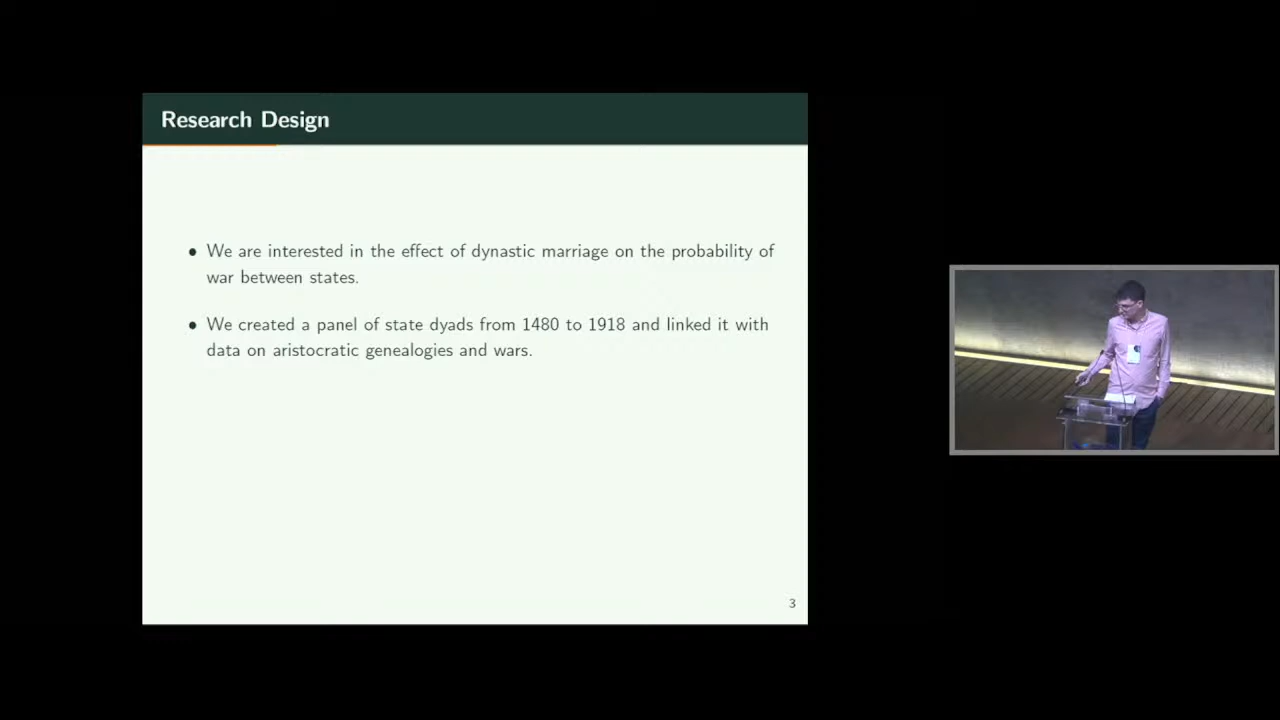 Research Design
• We are interested in the effect of dynastic marriage on the probability of
war between states.
• We created a panel of state dyads from 1480 to 1918 and linked it with
data on aristocratic genealogies and wars.
3